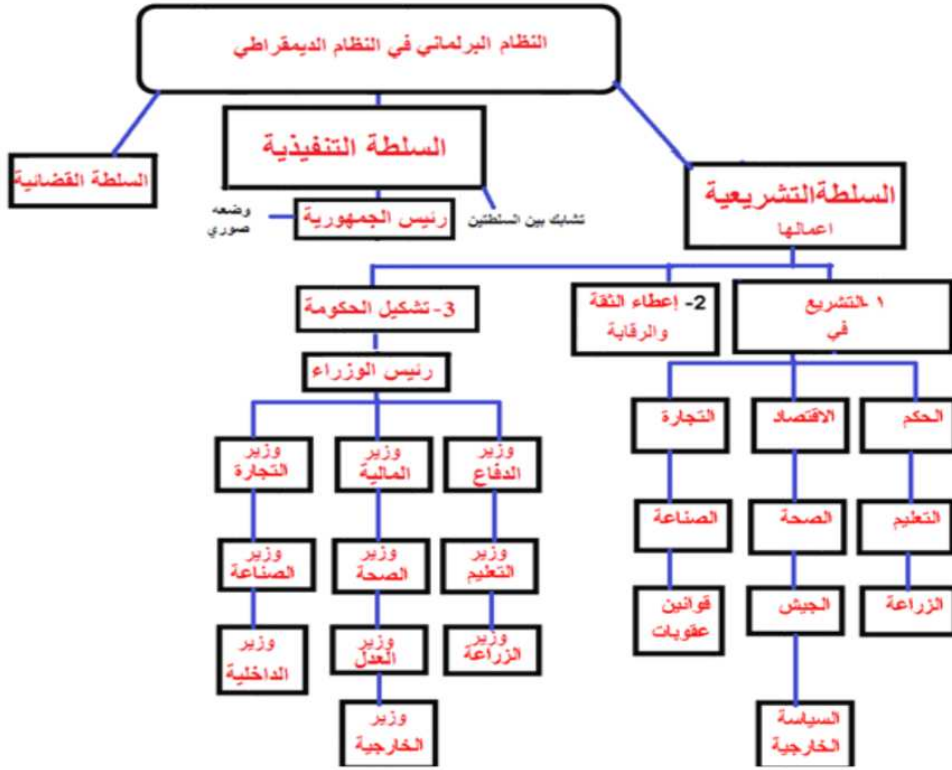 النظام البرلماني في النظام الديمقراطي
السلطة التشريعية
اعمالها
السلطة التنفيذية
السلطة القضائية
تشابك بين السلطتين
رئيس الجمهورية
وضعه
صوري
١ -التشريع
في
2- إعطاء الثقة
والرقابة
3- تشكيل الحكومة
رئيس الوزراء
الحكم
الاقتصاد
التجارة
التعليم
الصحة
الصناعة
الزراعة
الجيش
قوانين
عقوبات
السياسة
الخارجية
وزير
الدفاع
وزير
المالية
وزير
التجارة
وزير
التعليم
وزير
الصحة
وزير
الصناعة
وزير
الزراعة
وزير
العدل
وزير
الداخلية
وزير
الخارجية